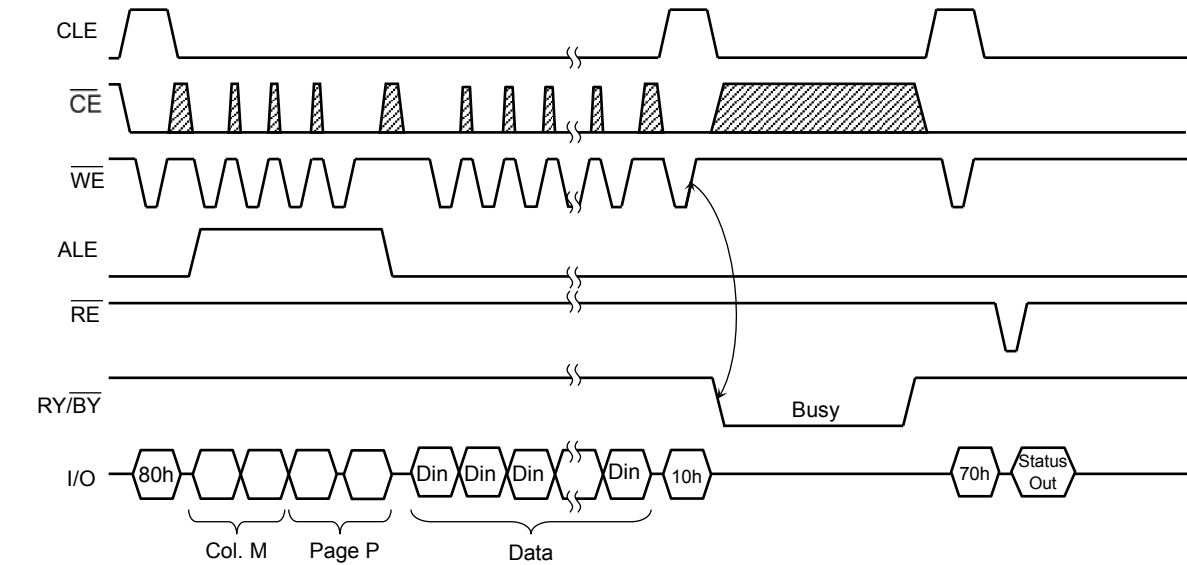 CLE
CE
WE
ALE
RE
RY/BY
Busy
I/O
80h
Din
Din
Din
Din
10h
70h
Status
Out
Col. M
Page P
Data